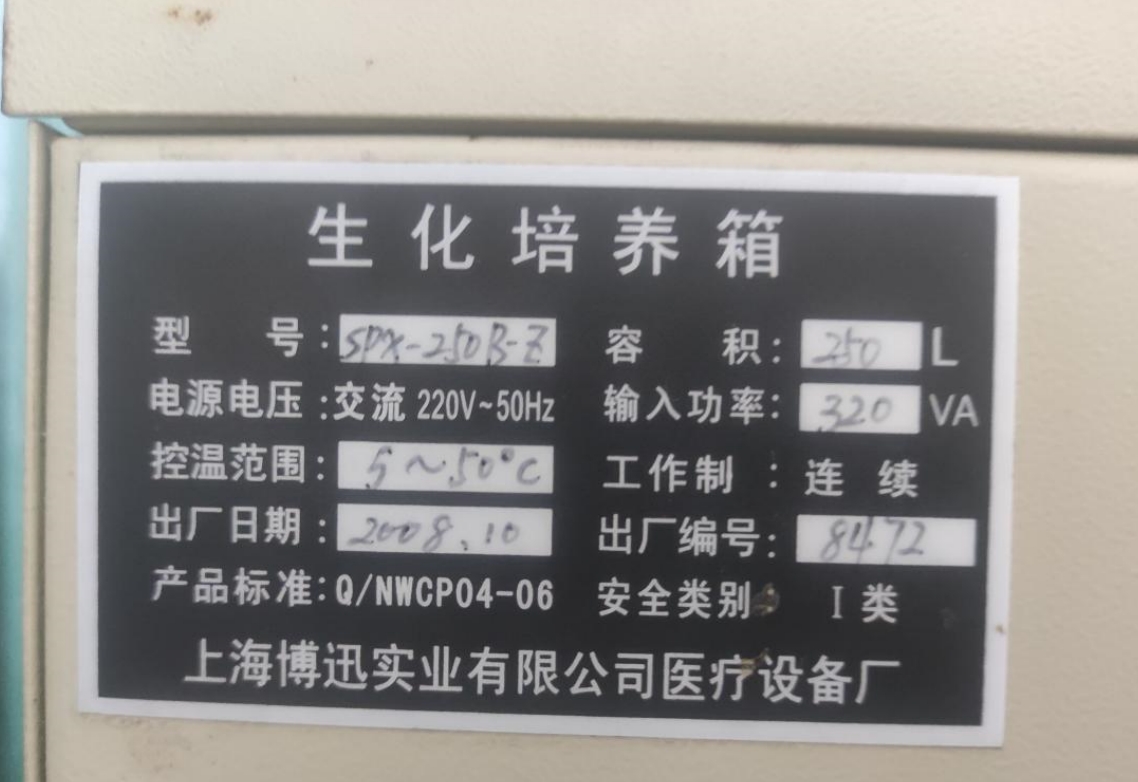 生化培养箱
型 号：SPX-250B-Z 容 积：250 L
电源电压：交流 220V~50Hz 输入功率：320 VA
控温范围：5~50°C 工作制：连 续
出厂日期：2008.10 出厂编号：8472
产品标准：Q/NWCP04-06 安全类别： I 类
上海博迅实业有限公司医疗设备厂